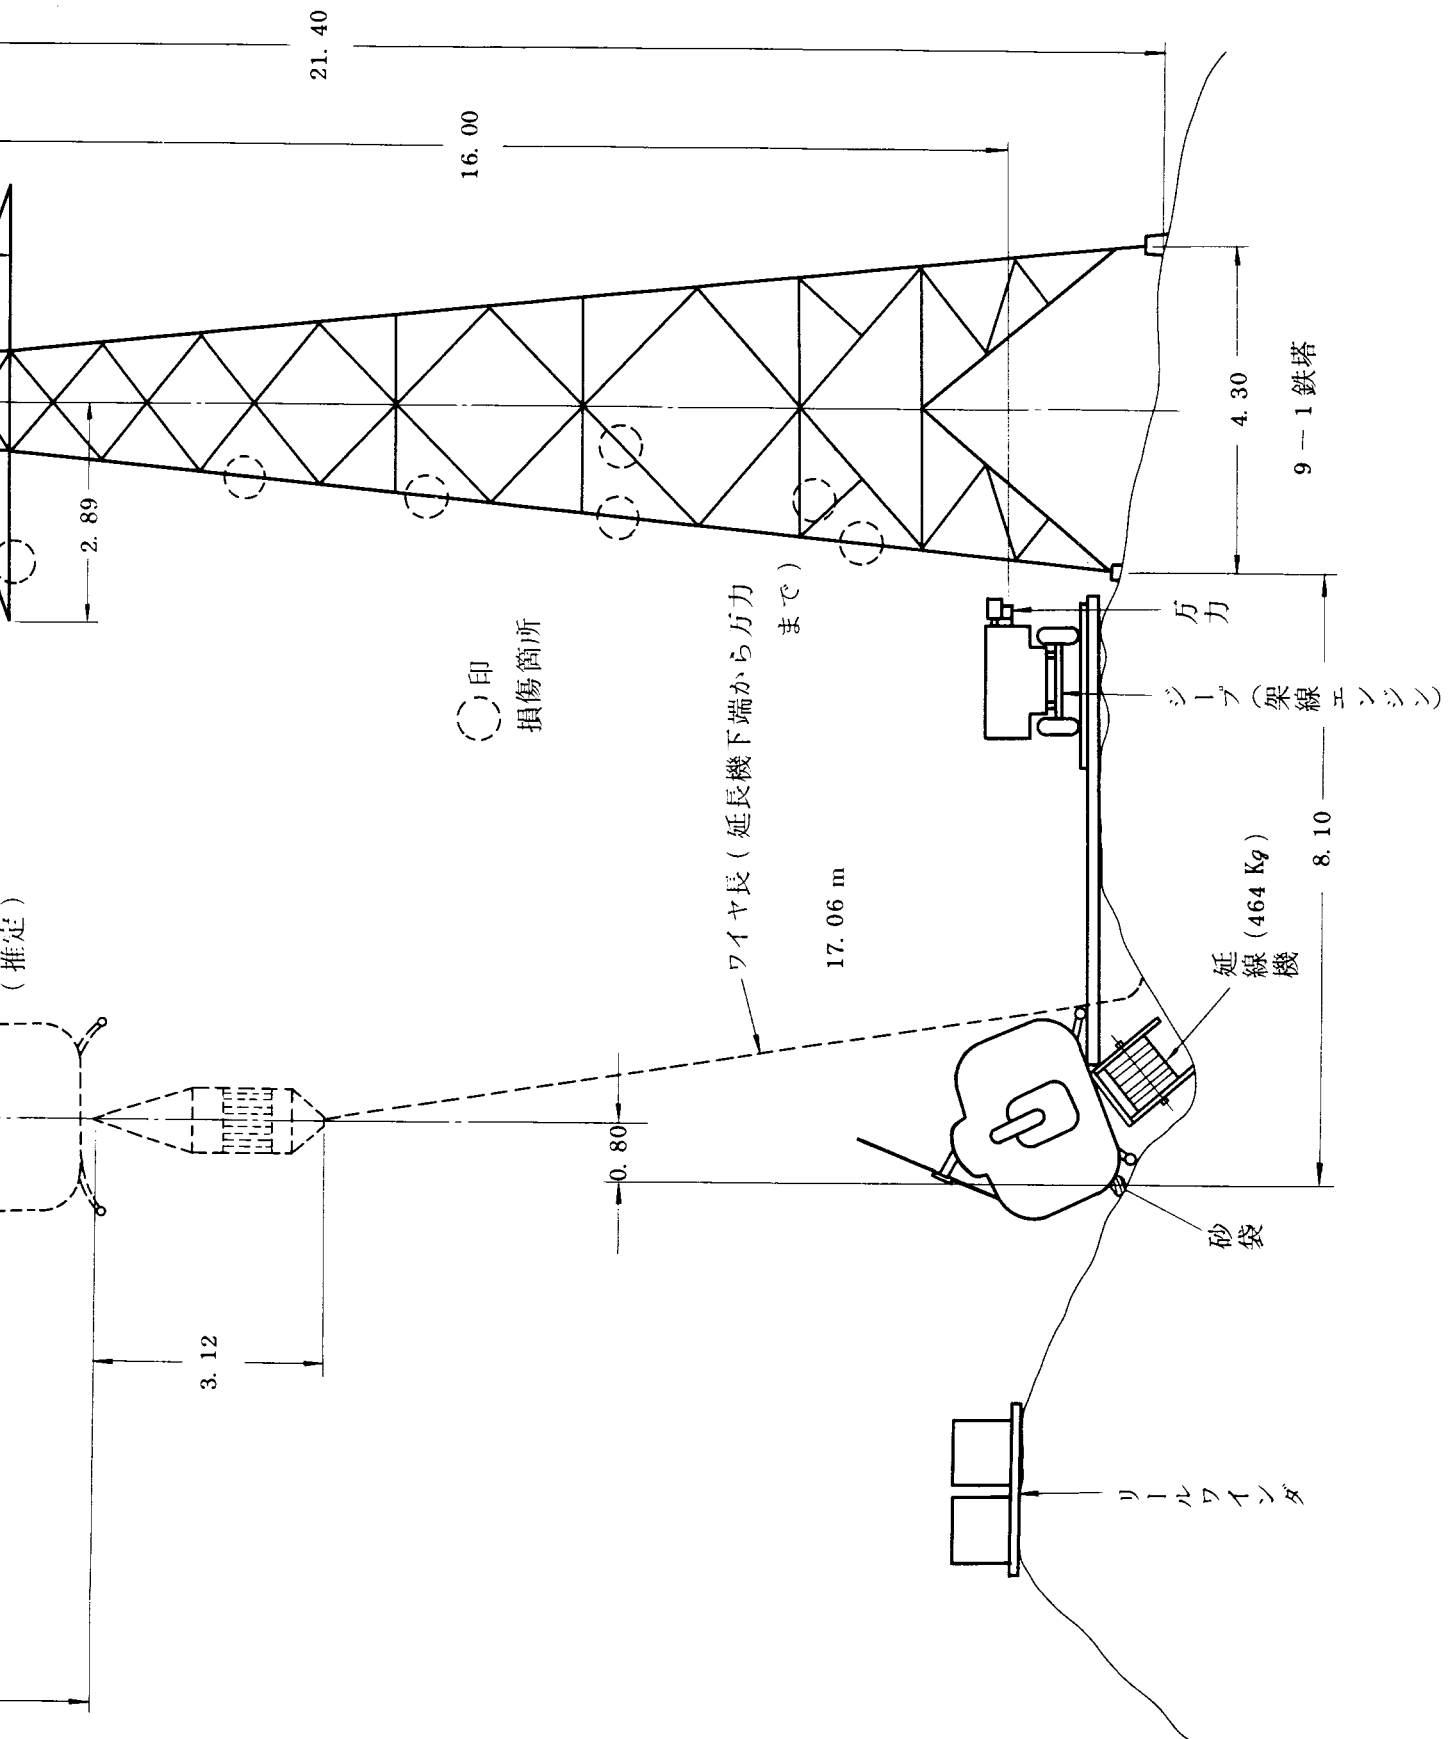 21. 40
16. 00
2. 89
4. 30
9－1鉄塔
印
損傷箇所
ワイヤ長（延長機下端から万力
まで）
17. 06 m
（推定）
万力
ジープ（架線エンジン）
8. 10
延線機（464 Kg）
0. 80
砂袋
3. 12
リールワインダ